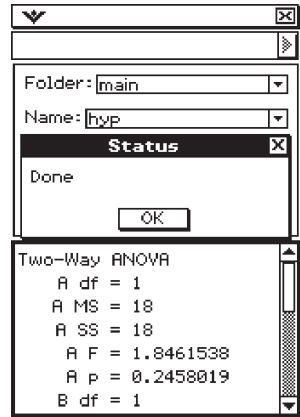 Folder: main
Name: hyp
Status
Done
OK
Two-Way ANOVA
A df = 1
A MS = 18
A SS = 18
A F = 1.8461538
A p = 0.2458019
B df = 1